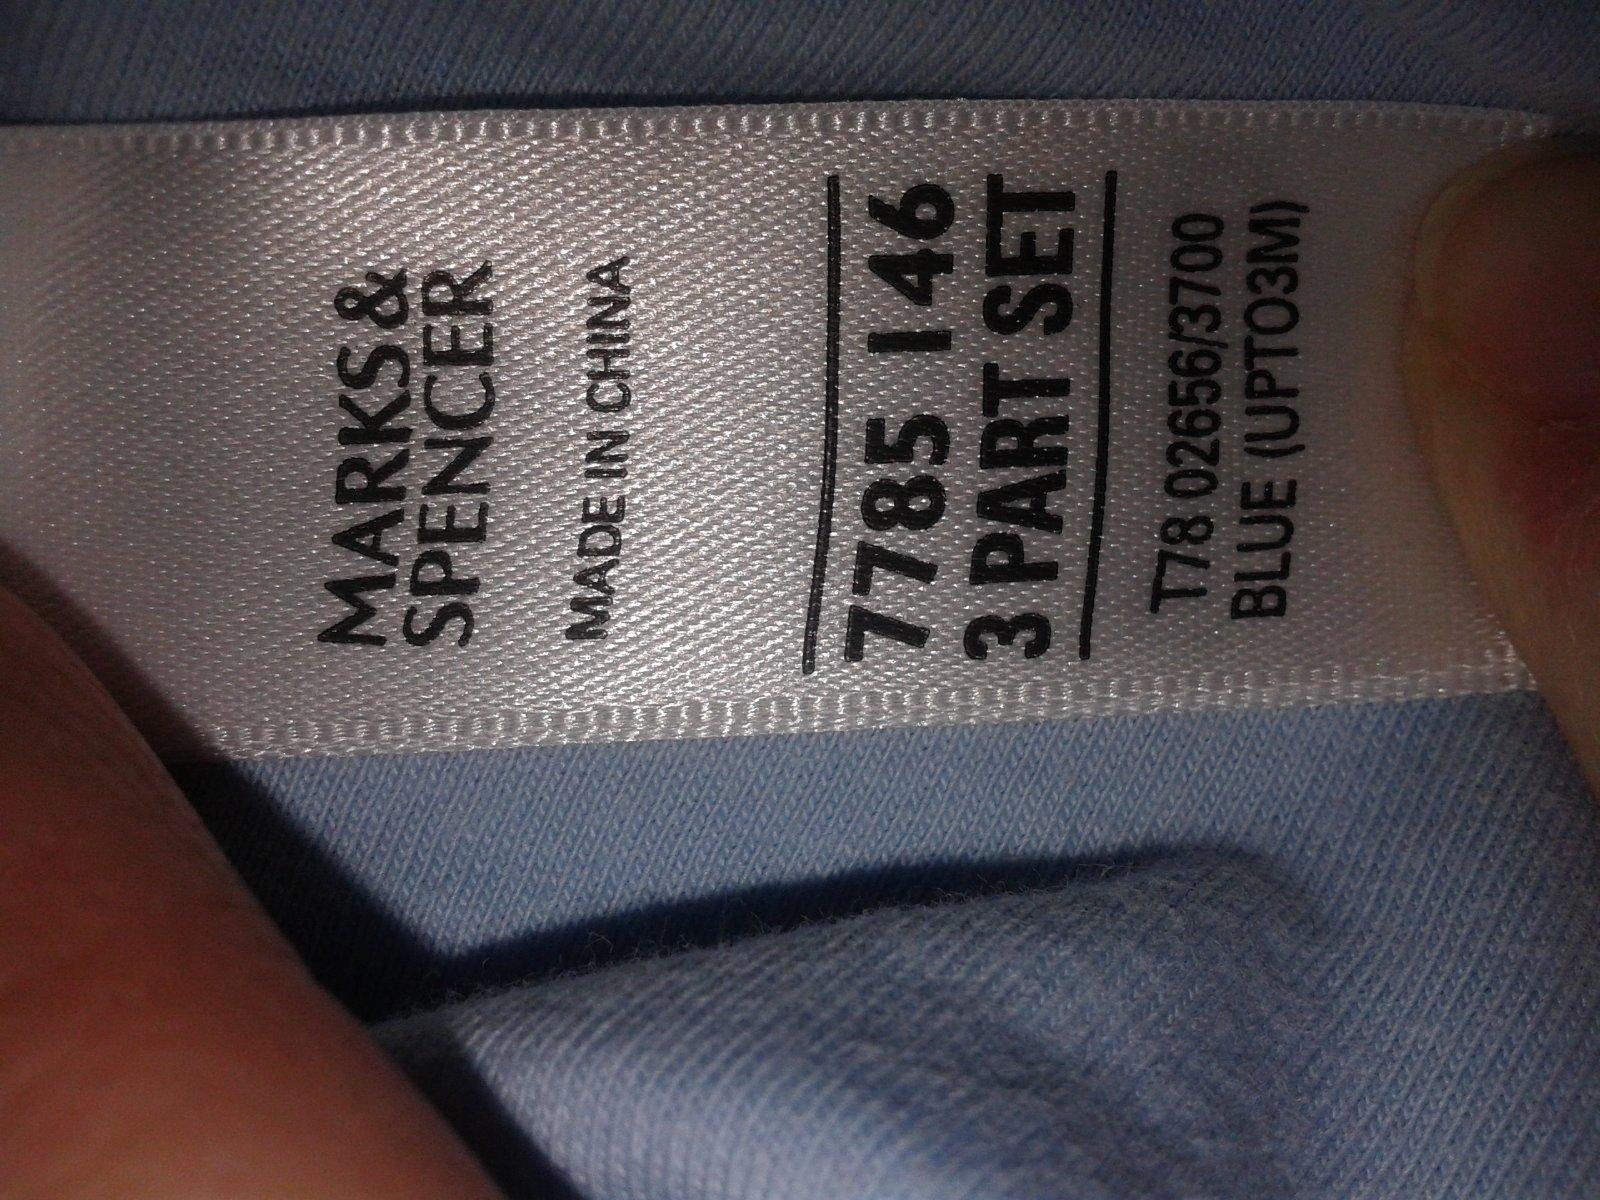 MARKS &
SPENCER
MADE IN CHINA
7785 146
3 PART SET
T78 02656/3700
BLUE (UPTO3M)